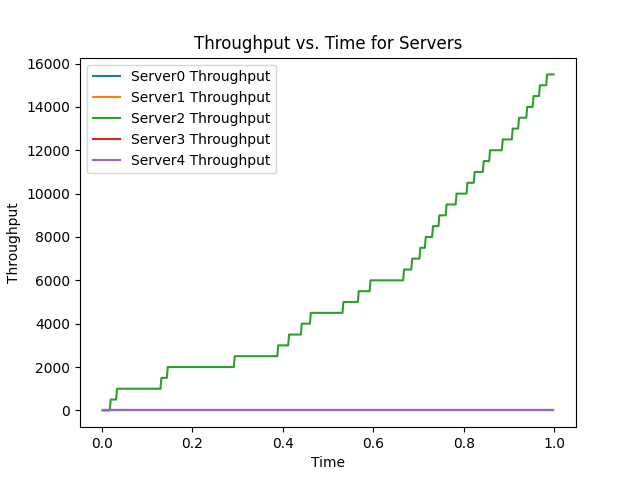 Throughput vs. Time for Servers
Server0 Throughput
Server1 Throughput
Server2 Throughput
Server3 Throughput
Server4 Throughput
16000
14000
12000
10000
8000
6000
4000
2000
0
Throughput
0.0 0.2 0.4 0.6 0.8 1.0
Time